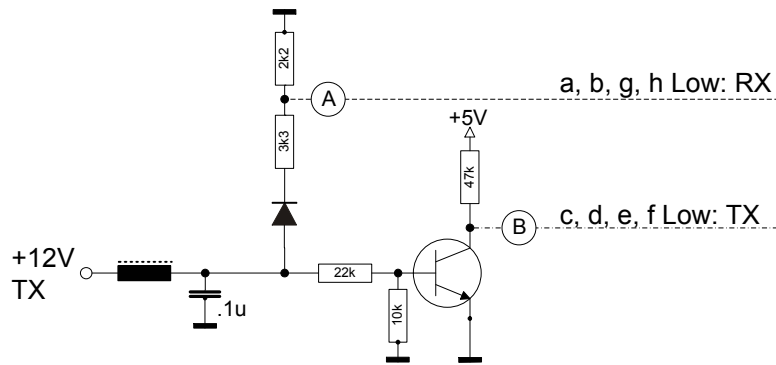 2k2
A
a, b, g, h Low: RX
3k3
+5V
47k
B
c, d, e, f Low: TX
+12V
TX
22k
.1u
10k